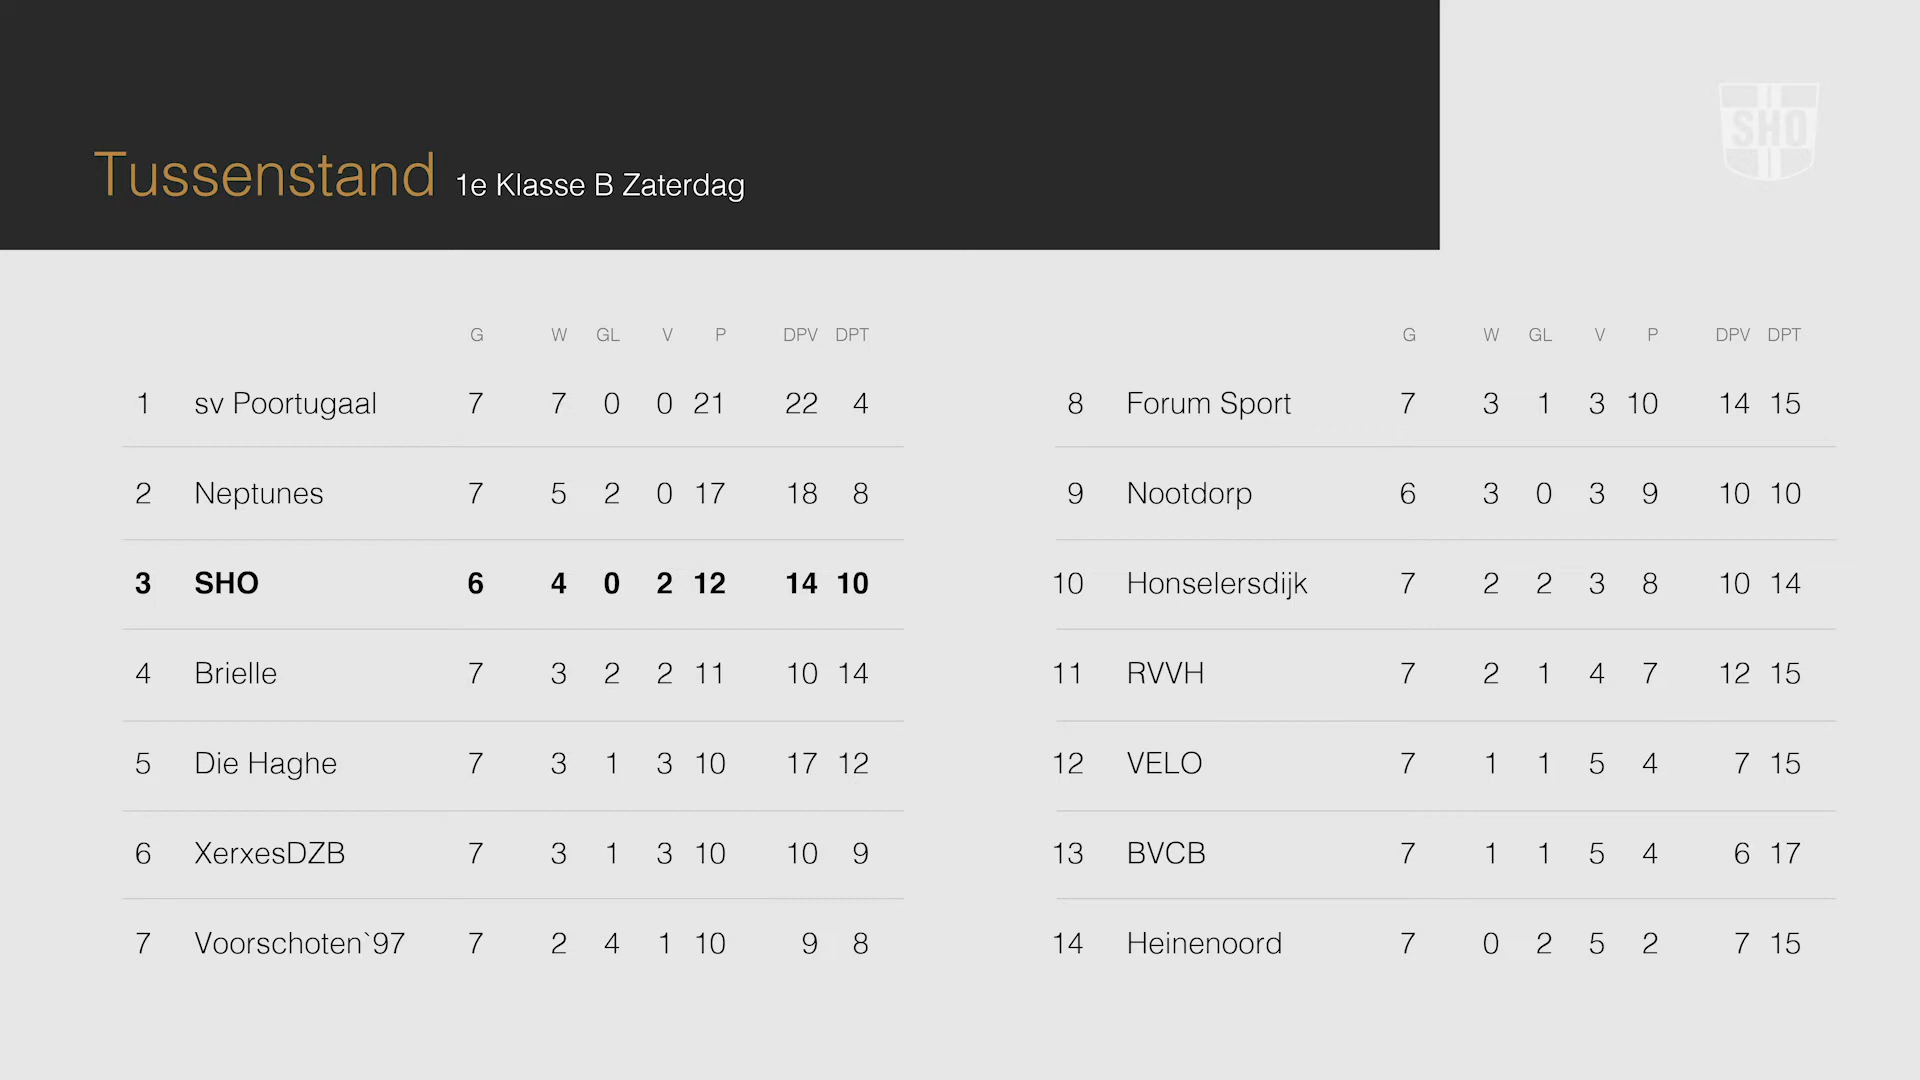 SHO
Tussenstand 1e Klasse B Zaterdag
G W GL V P DPV DPT
1 sv Poortugaal 7 7 0 0 21 22 4
2 Neptunes 7 5 2 0 17 18 8
3 SHO 6 4 0 2 12 14 10
4 Brielle 7 3 2 2 11 10 14
5 Die Haghe 7 3 1 3 10 17 12
6 XerxesDZB 7 3 1 3 10 10 9
7 Voorschoten`97 7 2 4 1 10 9 8
G W GL V P DPV DPT
8 Forum Sport 7 3 1 3 10 14 15
9 Nootdorp 6 3 0 3 9 10 10
10 Honselersdijk 7 2 2 3 8 10 14
11 RVVH 7 2 1 4 7 12 15
12 VELO 7 1 1 5 4 7 15
13 BVCB 7 1 1 5 4 6 17
14 Heinenoord 7 0 2 5 2 7 15